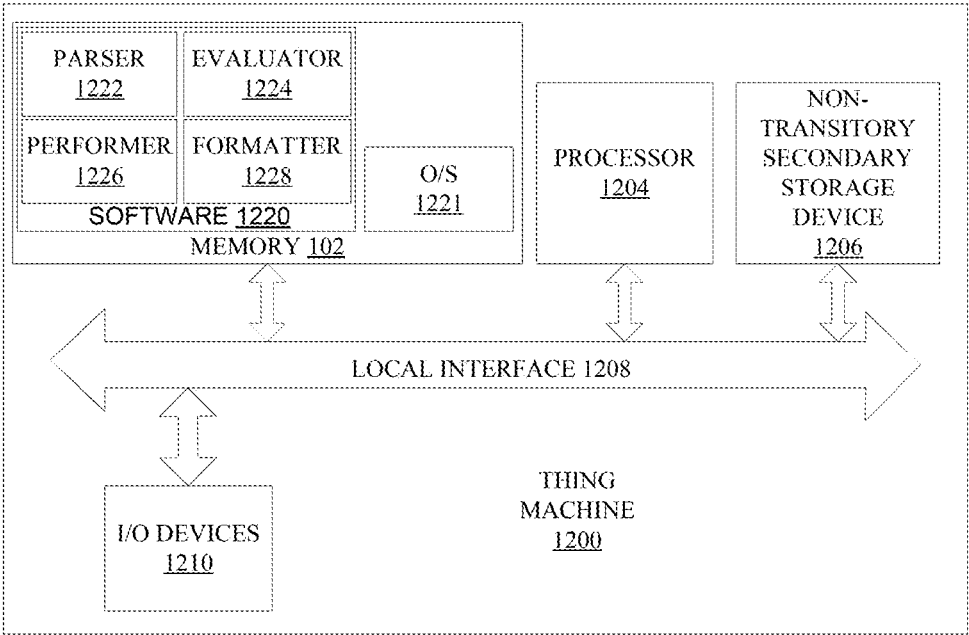 PARSER
1222
EVALUATOR
1224
PERFORMER
1226
FORMATTER
1228
SOFTWARE 1220
O/S
1221
MEMORY 102
PROCESSOR
1204
NON-
TRANSITORY
SECONDARY
STORAGE
DEVICE
1206
LOCAL INTERFACE 1208
I/O DEVICES
1210
THING
MACHINE
1200